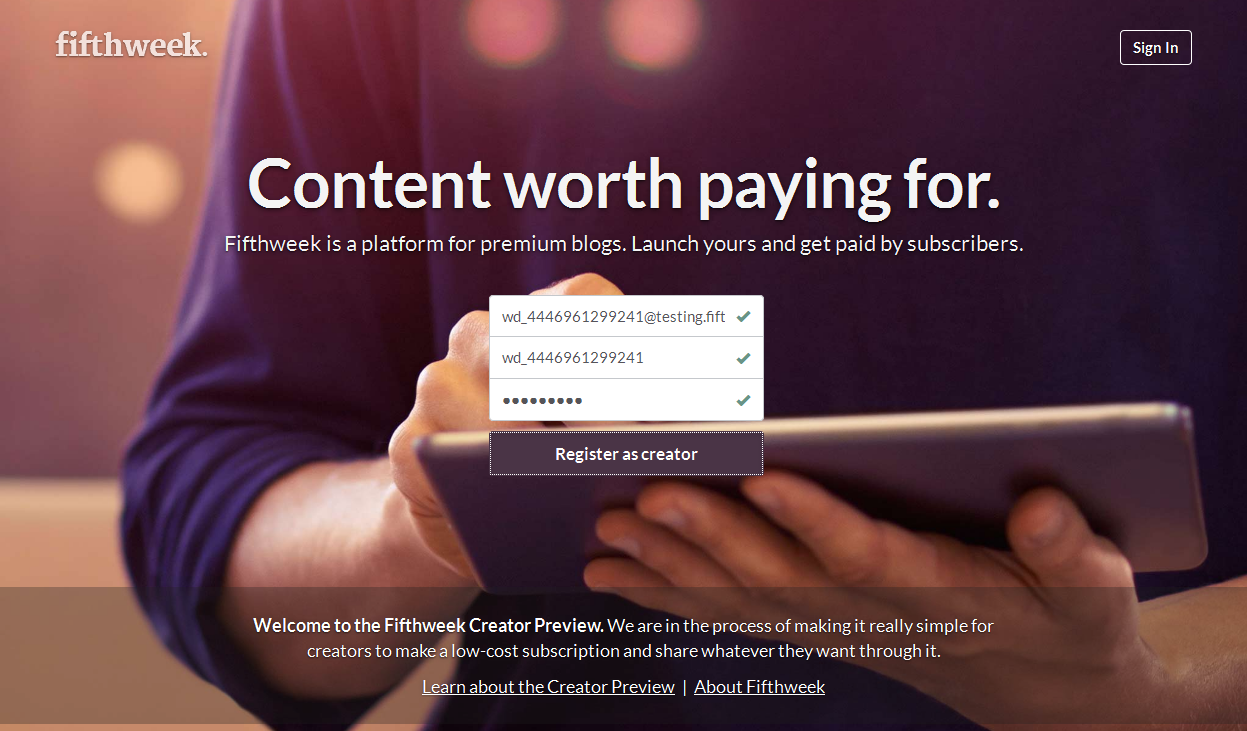 fifthweek.
Sign In
Content worth paying for.
Fifthweek is a platform for premium blogs. Launch yours and get paid by subscribers.
wd_4446961299241@testing.fift
wd_4446961299241
•••••••••
Register as creator
Welcome to the Fifthweek Creator Preview. We are in the process of making it really simple for
creators to make a low-cost subscription and share whatever they want through it.
Learn about the Creator Preview | About Fifthweek